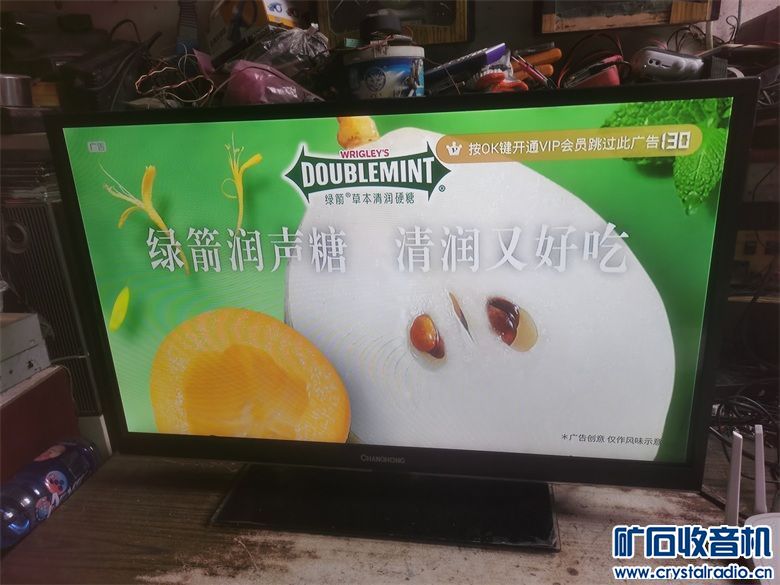 广告
WRIGLEY'S
DOUBLEMINT
®
绿箭®草本清润硬糖
按OK键开通VIP会员跳过此广告 130
绿箭润声糖 清润又好吃
*广告创意 仅作风味示意
CHANGHONG
矿石收音机
www.crystalradio.cn